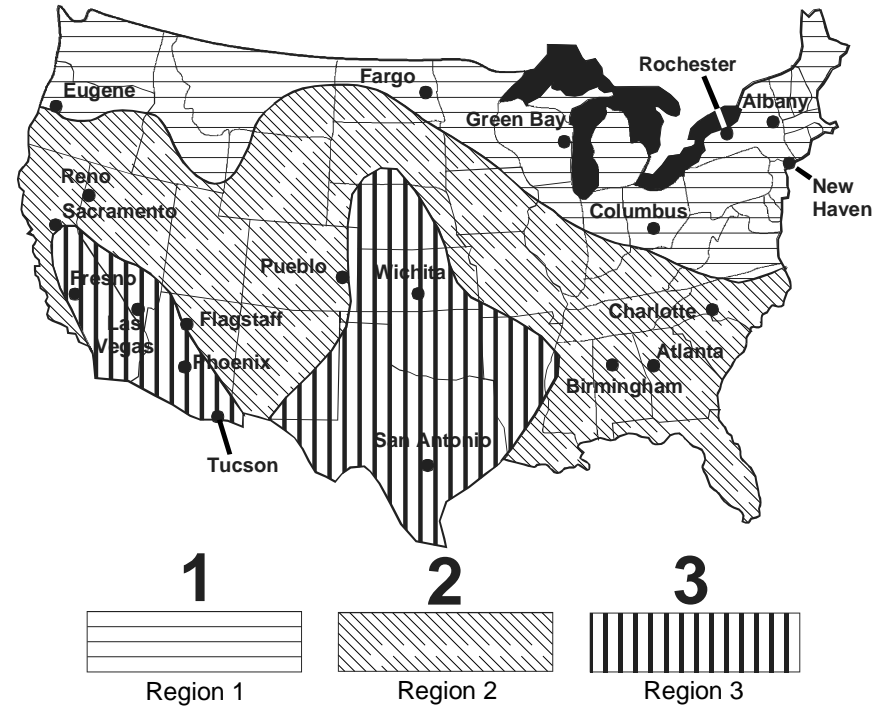 Rochester
Fargo
Eugene
Albany
Green Bay
Reno
New
Haven
Sacramento
Columbus
Pueblo
Wichita
Fresno
Charlotte
Las
Vegas
Flagstaff
Atlanta
Phoenix
Birmingham
San Antonio
Tucson
1
2
3
Region 1
Region 2
Region 3